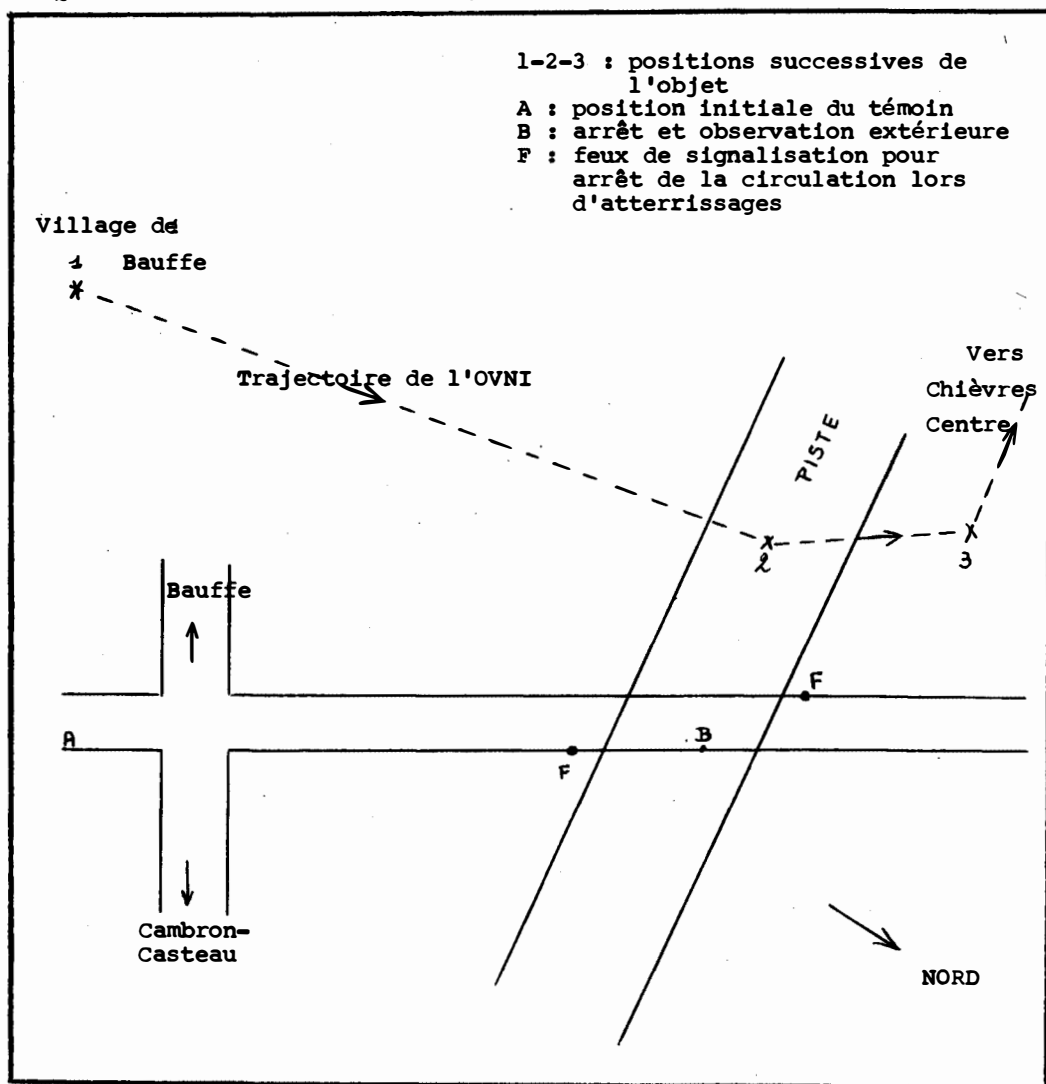 1-2-3 : positions successives de
l'objet
A : position initiale du témoin
B : arrêt et observation extérieure
F : feux de signalisation pour
arrêt de la circulation lors
d'atterrissages
Village de
1 Bauffe
Trajectoire de l'OVNI
Vers
Chièvres
Centre
PISTE
2
3
Bauffe
F
A
B
F
Cambron-
Casteau
NORD